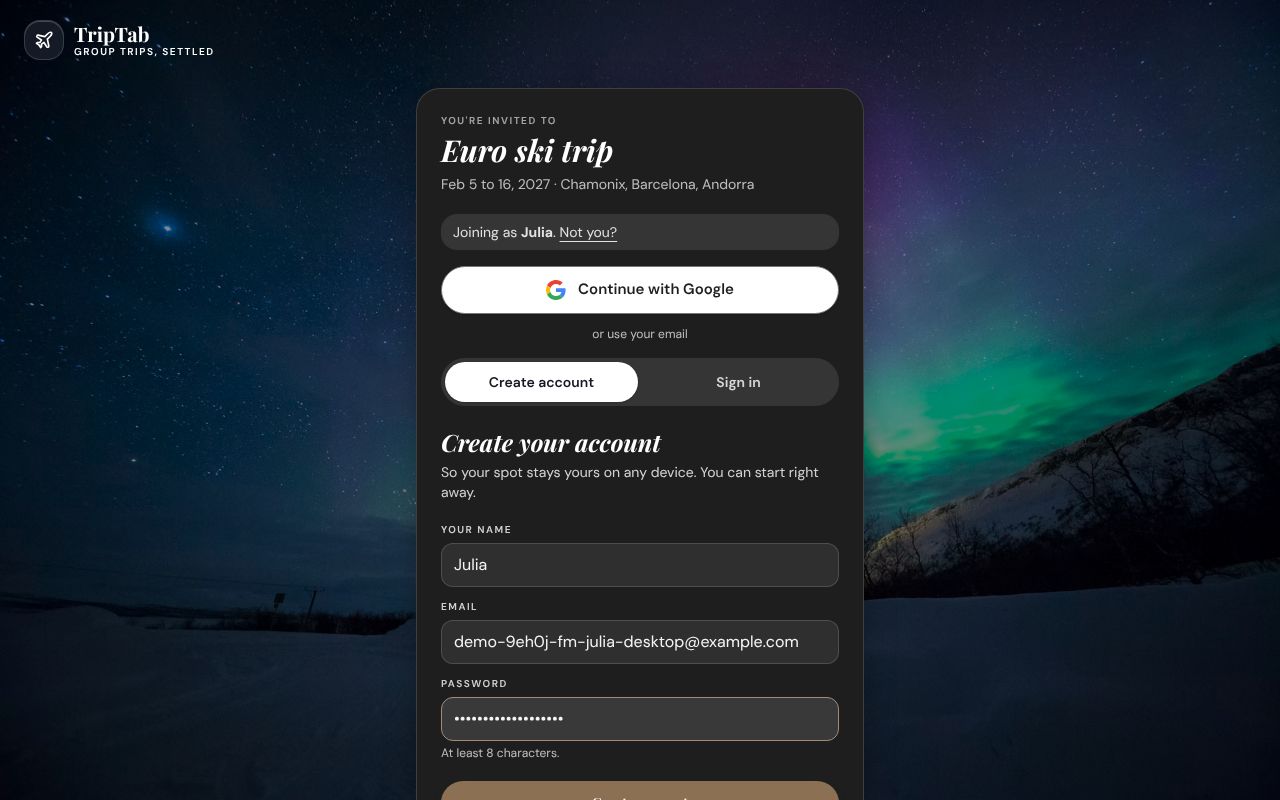 TripTab
GROUP TRIPS, SETTLED
YOU'RE INVITED TO
Euro ski trip
Feb 5 to 16, 2027 · Chamonix, Barcelona, Andorra
Joining as Julia. Not you?
Continue with Google
or use your email
Create account
Sign in
Create your account
So your spot stays yours on any device. You can start right
away.
YOUR NAME
Julia
EMAIL
demo-9eh0j-fm-julia-desktop@example.com
PASSWORD
•••••••••••••••••••
At least 8 characters.